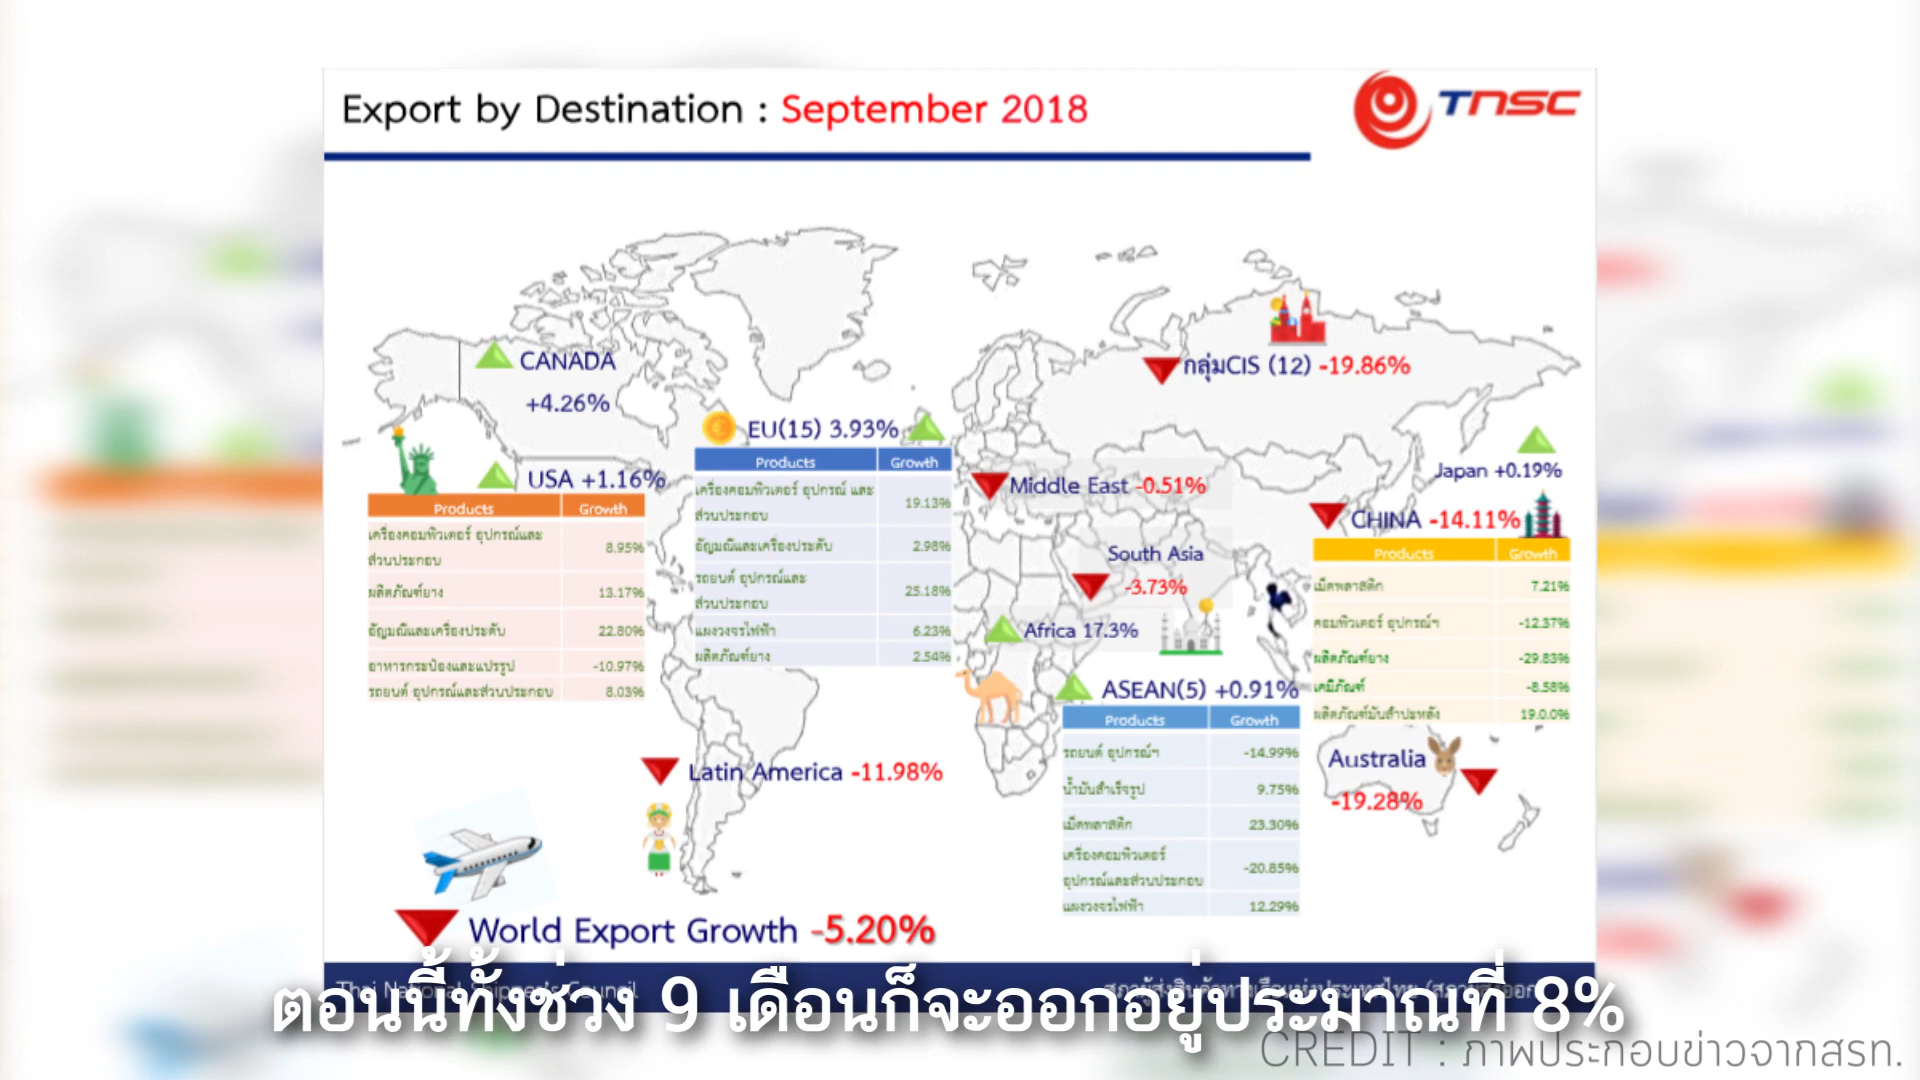 Export by Destination : September 2018
TNSC
CANADA
+4.26%
USA +1.16%
Products Growth
เครื่องคอมพิวเตอร์ อุปกรณ์และ
ส่วนประกอบ 8.95%
ผลิตภัณฑ์ยาง 13.17%
อัญมณีและเครื่องประดับ 22.80%
อาหารกระป๋องและแปรรูป -10.97%
รถยนต์ อุปกรณ์และส่วนประกอบ 8.03%
EU(15) 3.93%
Products Growth
เครื่องคอมพิวเตอร์ อุปกรณ์ และ
ส่วนประกอบ 19.13%
อัญมณีและเครื่องประดับ 2.98%
รถยนต์ อุปกรณ์และ
ส่วนประกอบ 25.18%
แผงวงจรไฟฟ้า 6.23%
ผลิตภัณฑ์ยาง 2.54%
กลุ่มCIS (12) -19.86%
Middle East -0.51%
South Asia
-3.73%
Africa 17.3%
Japan +0.19%
CHINA -14.11%
Products Growth
เม็ดพลาสติก 7.21%
คอมพิวเตอร์ อุปกรณ์ฯ -12.37%
ผลิตภัณฑ์ยาง -29.83%
เคมีภัณฑ์ -8.58%
ผลิตภัณฑ์มันสำปะหลัง 19.0.0%
ASEAN(5) +0.91%
Products Growth
รถยนต์ อุปกรณ์ฯ -14.99%
น้ำมันสำเร็จรูป 9.75%
เม็ดพลาสติก 23.30%
เครื่องคอมพิวเตอร์
อุปกรณ์และส่วนประกอบ -20.85%
แผงวงจรไฟฟ้า 12.29%
Australia
-19.28%
Latin America -11.98%
World Export Growth -5.20%
Thai National Shippers' Council
ตอนนี้ทั้งช่วง 9 เดือนก็จะออกอยู่ประมาณที่ 8%
CREDIT : ภาพประกอบข่าวจากสรท.